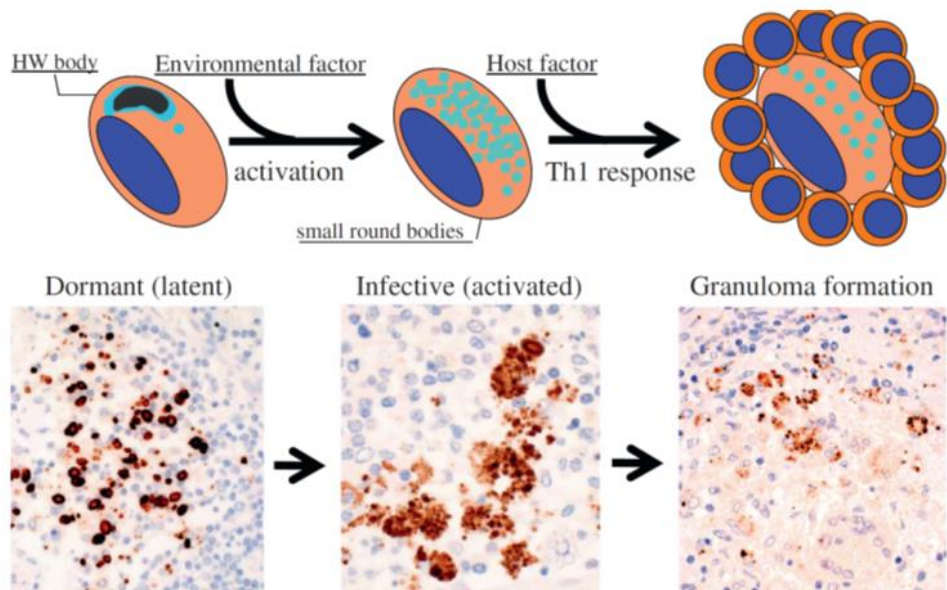 HW body
Environmental factor
Host factor
activation
Th1 response
small round bodies
Dormant (latent)
Infective (activated)
Granuloma formation